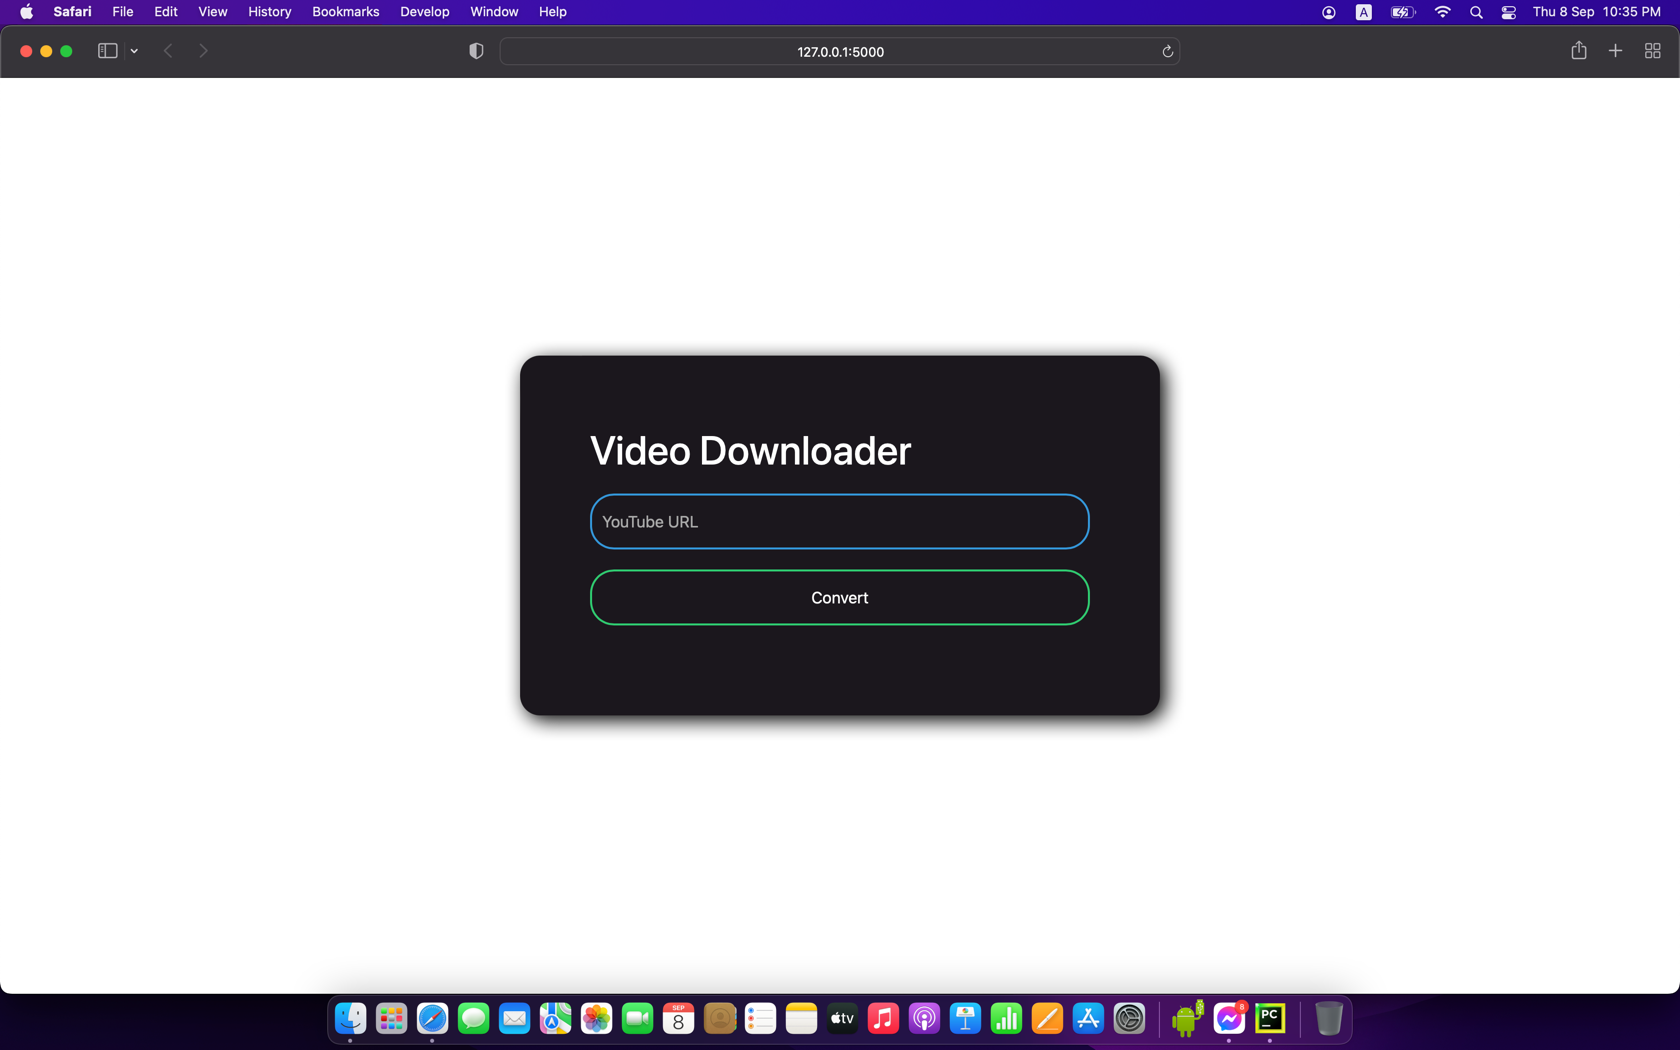 Safari File Edit View History Bookmarks Develop Window Help A Thu 8 Sep 10:35 PM
127.0.0.1:5000
Video Downloader
YouTube URL
Convert
SEP
8
tv
8
PC